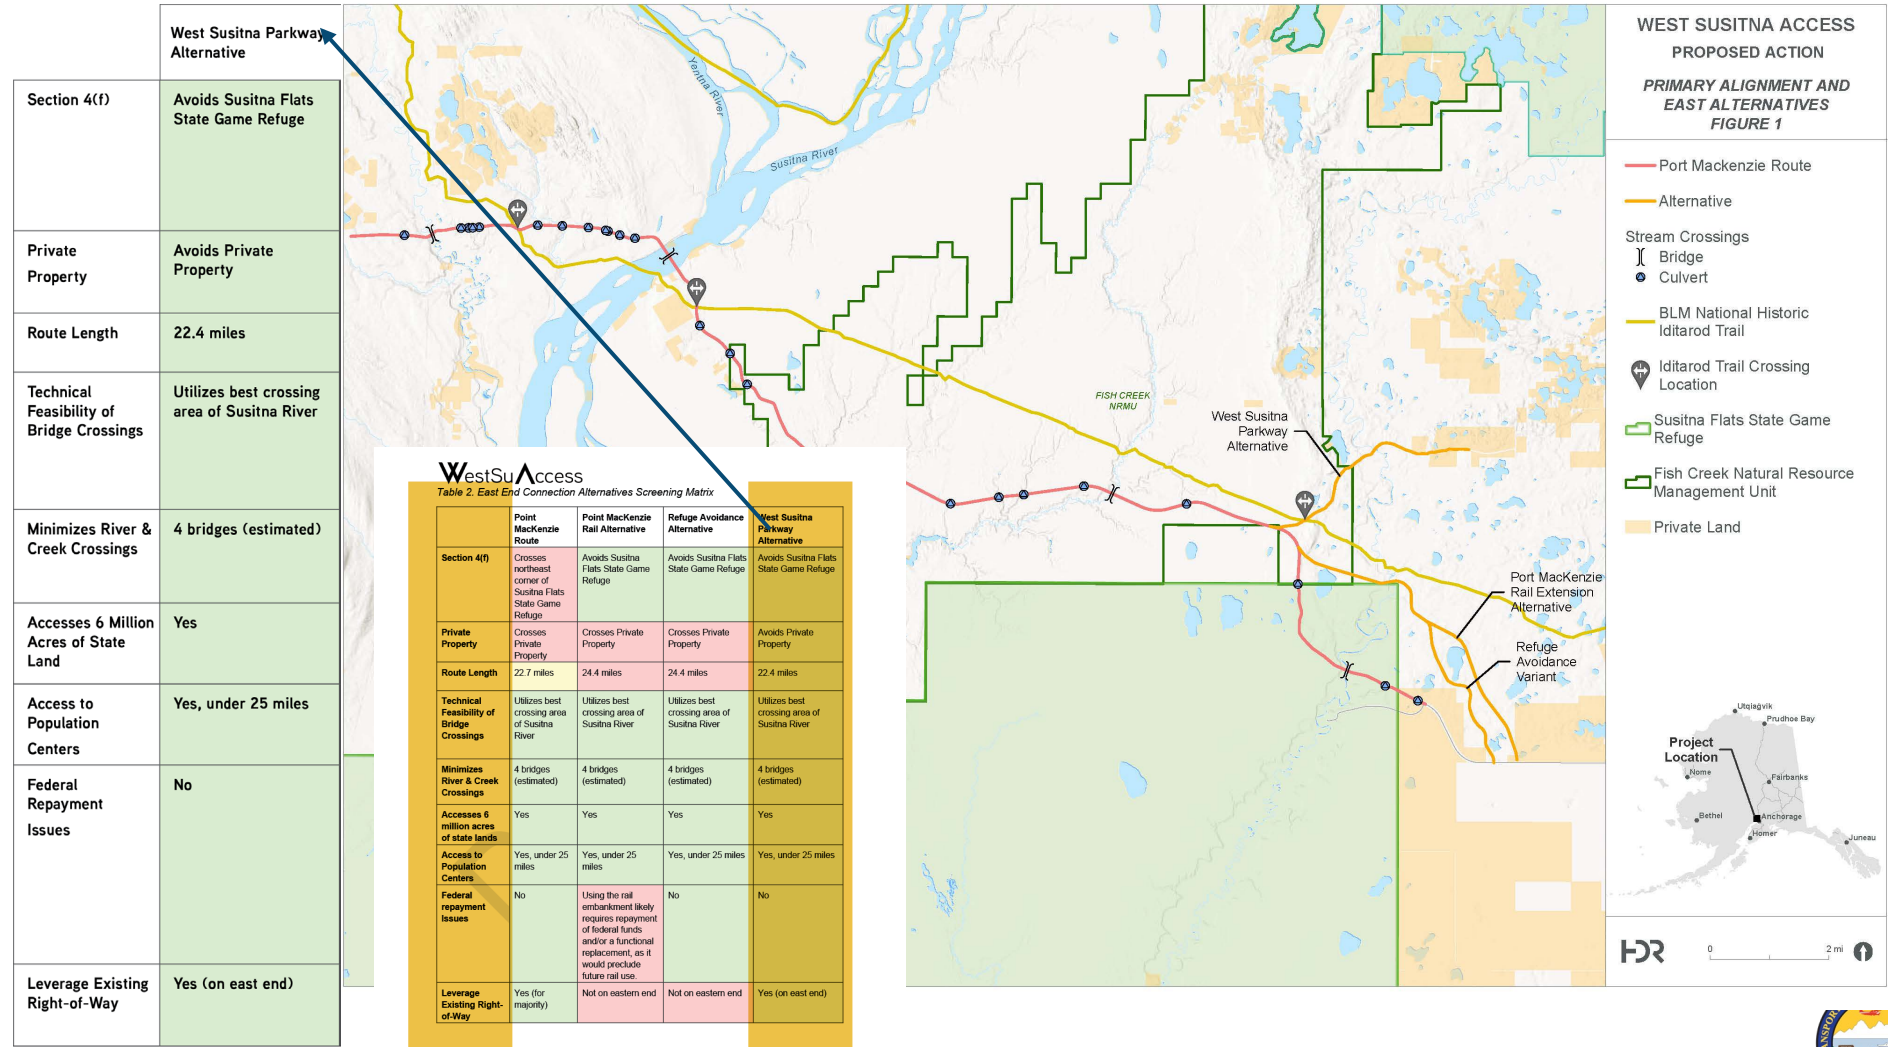 West Susitna Parkway
Alternative
Section 4(f)
Avoids Susitna Flats
State Game Refuge
Private
Property
Avoids Private
Property
Route Length
22.4 miles
Technical
Feasibility of
Bridge Crossings
Utilizes best crossing
area of Susitna River
Minimizes River &
Creek Crossings
4 bridges (estimated)
Accesses 6 Million
Acres of State
Land
Yes
Access to
Population
Centers
Yes, under 25 miles
Federal
Repayment
Issues
No
Leverage Existing
Right-of-Way
Yes (on east end)
Yentna River
Susitna River
FISH CREEK
NRMU
West Susitna
Parkway
Alternative
Port MacKenzie
Rail Extension
Alternative
Refuge
Avoidance
Variant
WestSuAccess
Table 2. East End Connection Alternatives Screening Matrix
Point
MacKenzie
Route
Point MacKenzie
Rail Alternative
Refuge Avoidance
Alternative
West Susitna
Parkway
Alternative
Section 4(f)
Crosses
northeast
corner of
Susitna Flats
State Game
Refuge
Avoids Susitna
Flats State Game
Refuge
Avoids Susitna Flats
State Game Refuge
Avoids Susitna Flats
State Game Refuge
Private
Property
Crosses
Private
Property
Crosses Private
Property
Crosses Private
Property
Avoids Private
Property
Route Length
22.7 miles
24.4 miles
24.4 miles
22.4 miles
Technical
Feasibility of
Bridge
Crossings
Utilizes best
crossing area
of Susitna
River
Utilizes best
crossing area of
Susitna River
Utilizes best
crossing area of
Susitna River
Utilizes best
crossing area of
Susitna River
Minimizes
River & Creek
Crossings
4 bridges
(estimated)
4 bridges
(estimated)
4 bridges
(estimated)
4 bridges
(estimated)
Accesses 6
million acres
of state lands
Yes
Yes
Yes
Yes
Access to
Population
Centers
Yes, under 25
miles
Yes, under 25
miles
Yes, under 25 miles
Yes, under 25 miles
Federal
repayment
Issues
No
Using the rail
embankment likely
requires repayment
of federal funds
and/or a functional
replacement, as it
would preclude
future rail use.
No
No
Leverage
Existing Right-
of-Way
Yes (for
majority)
Not on eastern end
Not on eastern end
Yes (on east end)
WEST SUSITNA ACCESS
PROPOSED ACTION
PRIMARY ALIGNMENT AND
EAST ALTERNATIVES
FIGURE 1
Port Mackenzie Route
Alternative
Stream Crossings
Bridge
Culvert
BLM National Historic
Iditarod Trail
Iditarod Trail Crossing
Location
Susitna Flats State Game
Refuge
Fish Creek Natural Resource
Management Unit
Private Land
Utqiaġvik
Prudhoe Bay
Project
Location
Nome
Fairbanks
Bethel
Anchorage
Homer
Juneau
HDR
0
2 mi